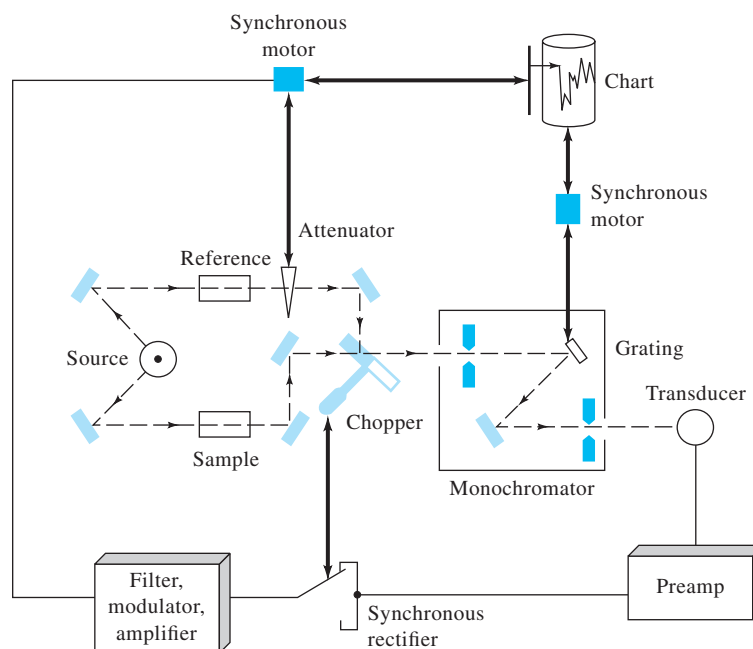 Synchronous
motor
Chart
Synchronous
motor
Attenuator
Reference
Source
Grating
Transducer
Chopper
Sample
Monochromator
Filter,
modulator,
amplifier
Synchronous
rectifier
Preamp